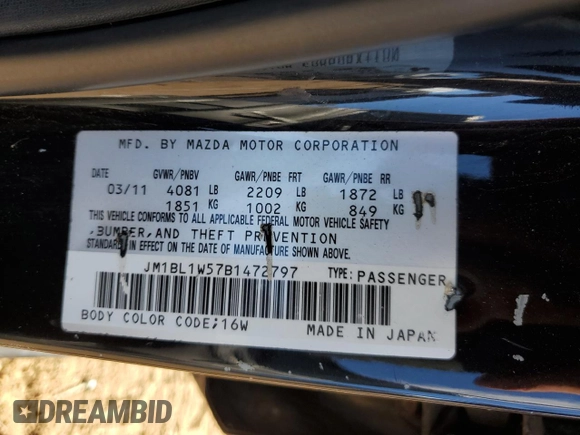 MFD. BY MAZDA MOTOR CORPORATION
DATE GVWR/PNBV GAWR/PNBE FRT GAWR/PNBE RR
03/11 4081 LB 2209 LB 1872 LB
1851 KG 1002 KG 849 KG
THIS VEHICLE CONFORMS TO ALL APPLICABLE FEDERAL MOTOR VEHICLE SAFETY
,BUMPER,AND THEFT PREVENTION
STANDARDS IN EFFECT ON THE DATE OF MANUFACTURE SHOWN ABOVE.
JM1BL1W57B1472797 TYPE:PASSENGER
BODY COLOR CODE;16W MADE IN JAPAN
DREAMBID